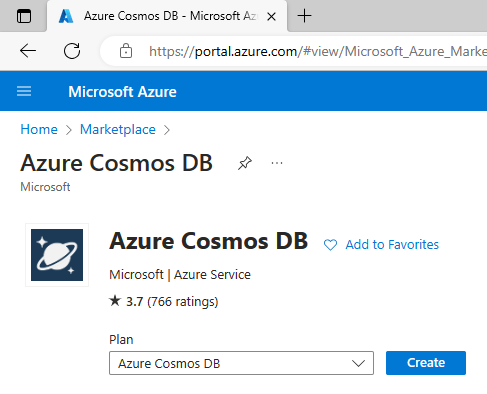 Azure Cosmos DB - Microsoft Az
https://portal.azure.com/#view/Microsoft_Azure_Marke
Microsoft Azure
Home > Marketplace >
Azure Cosmos DB ...
Microsoft
Azure Cosmos DB Add to Favorites
Microsoft | Azure Service
★ 3.7 (766 ratings)
Plan
Azure Cosmos DB Create